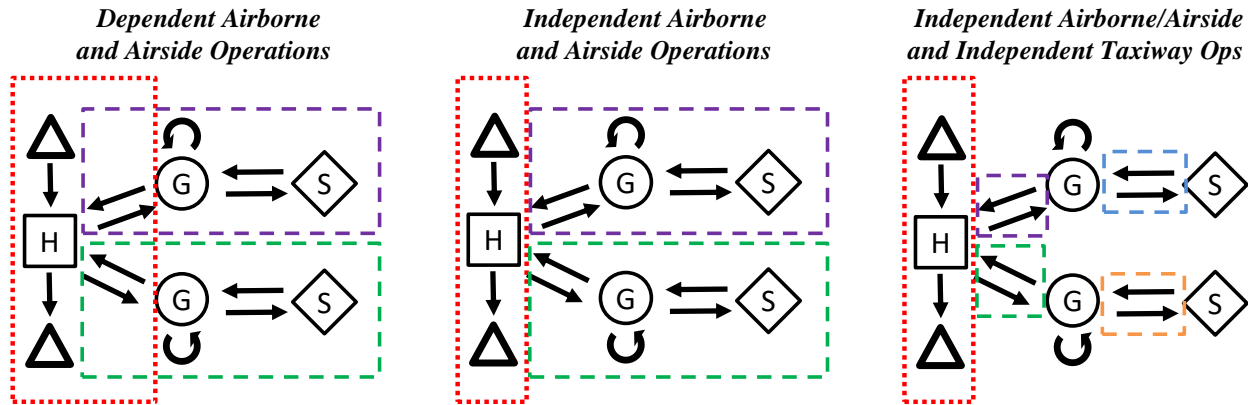 Dependent Airborne
and Airside Operations
Independent Airborne
and Airside Operations
Independent Airborne/Airside
and Independent Taxiway Ops
G
S
H
G
S
G
S
H
G
S
G
S
H
G
S